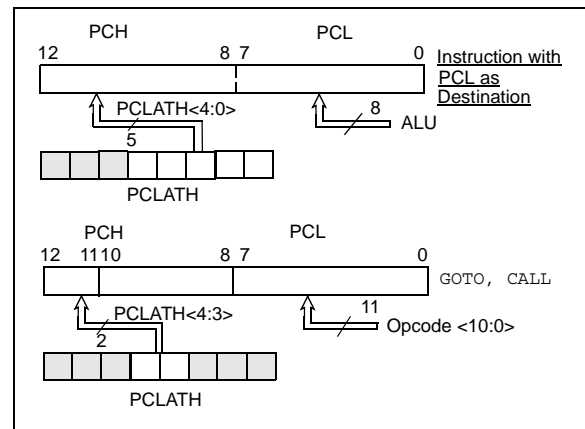 PCH PCL
12 8 7 0
Instruction with
PCL as
Destination
PCLATH<4:0>
8
5
ALU
PCLATH
PCH PCL
12 11 10 8 7 0
GOTO, CALL
PCLATH<4:3>
11
2
Opcode <10:0>
PCLATH